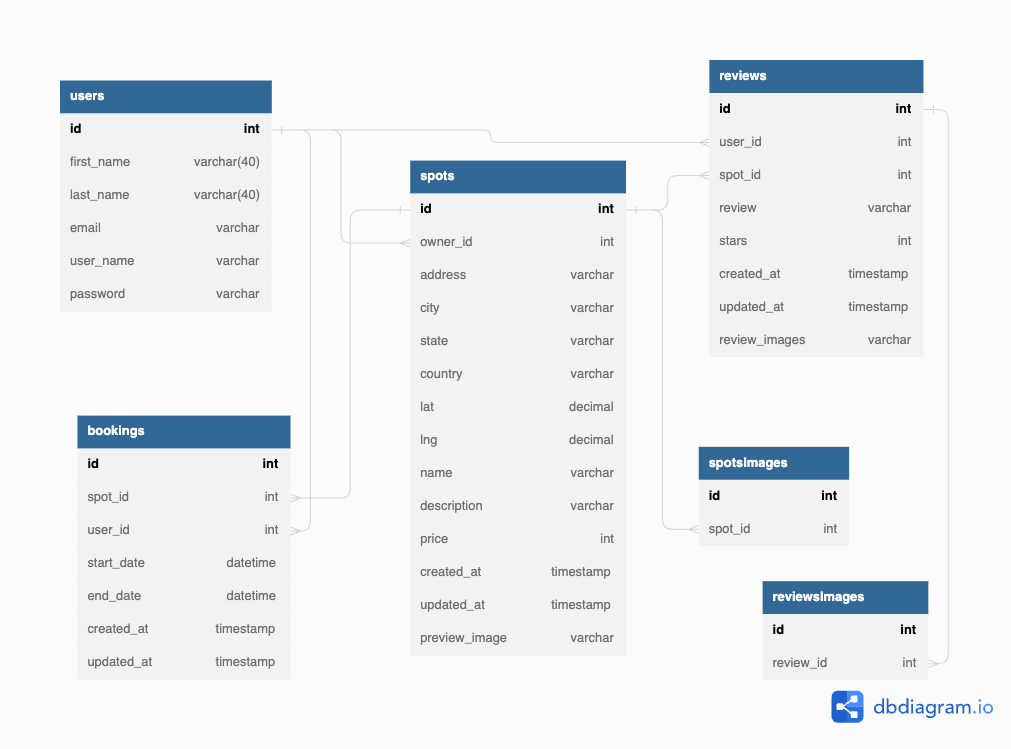 users
id int
first_name varchar(40)
last_name varchar(40)
email varchar
user_name varchar
password varchar
bookings
id int
spot_id int
user_id int
start_date datetime
end_date datetime
created_at timestamp
updated_at timestamp
spots
id int
owner_id int
address varchar
city varchar
state varchar
country varchar
lat decimal
lng decimal
name varchar
description varchar
price int
created_at timestamp
updated_at timestamp
preview_image varchar
reviews
id int
user_id int
spot_id int
review varchar
stars int
created_at timestamp
updated_at timestamp
review_images varchar
spotsImages
id int
spot_id int
reviewsImages
id int
review_id int
dbdiagram.io